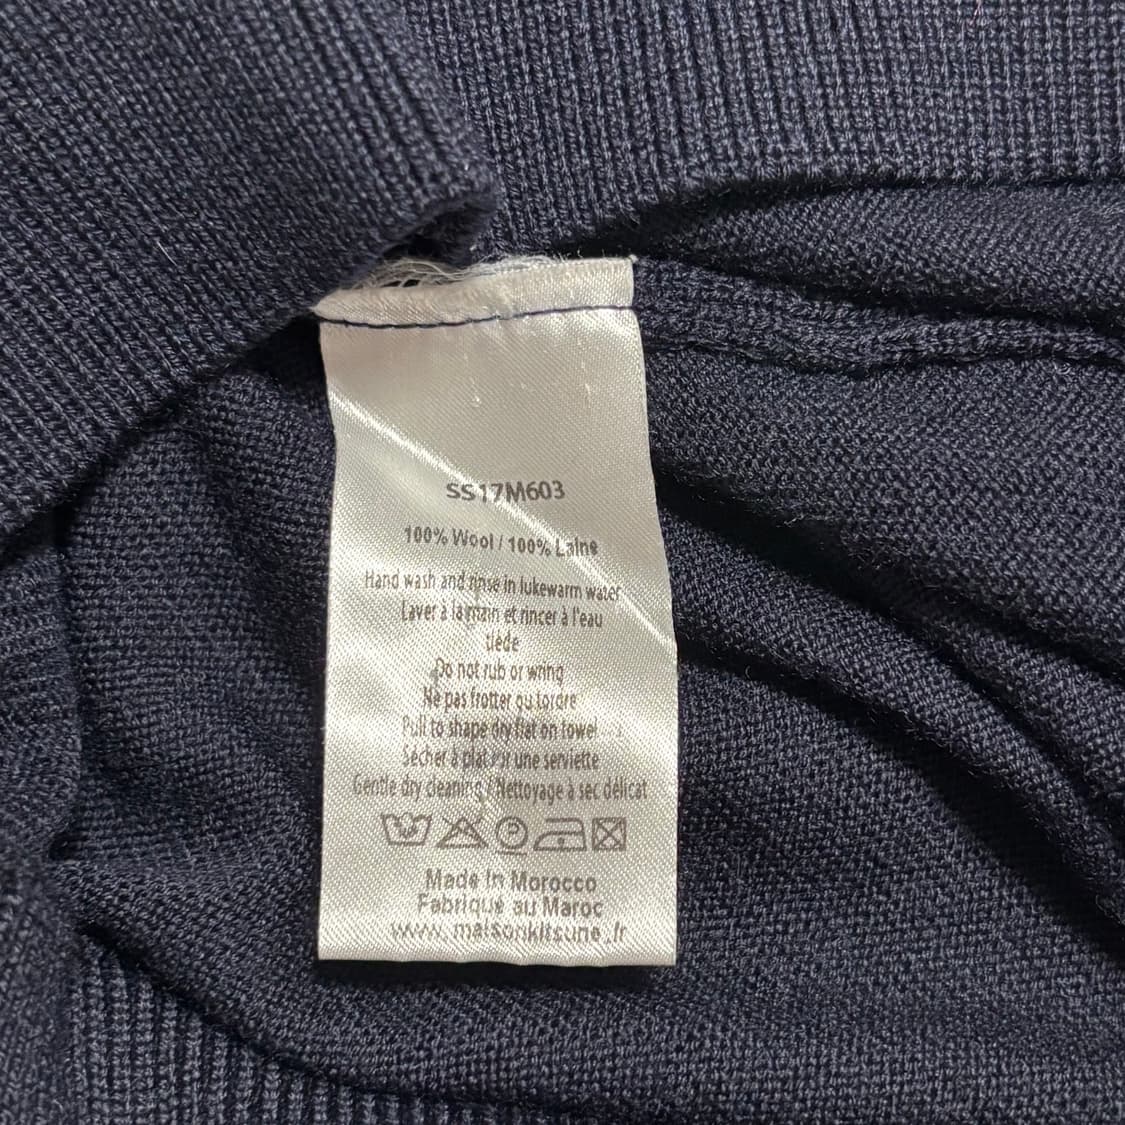 SS17M603
100% Wool / 100% Laine
Hand wash and rinse in lukewarm water
Laver à la main et rincer à l'eau
tiède
Do not rub or wring
Ne pas frotter ou tordre
Pull to shape dry flat on towel
Sécher à plat sur une serviette
Gentle dry cleaning / Nettoyage à sec délicat
Made in Morocco
Fabriqué au Maroc
www.maisonkitsune.fr